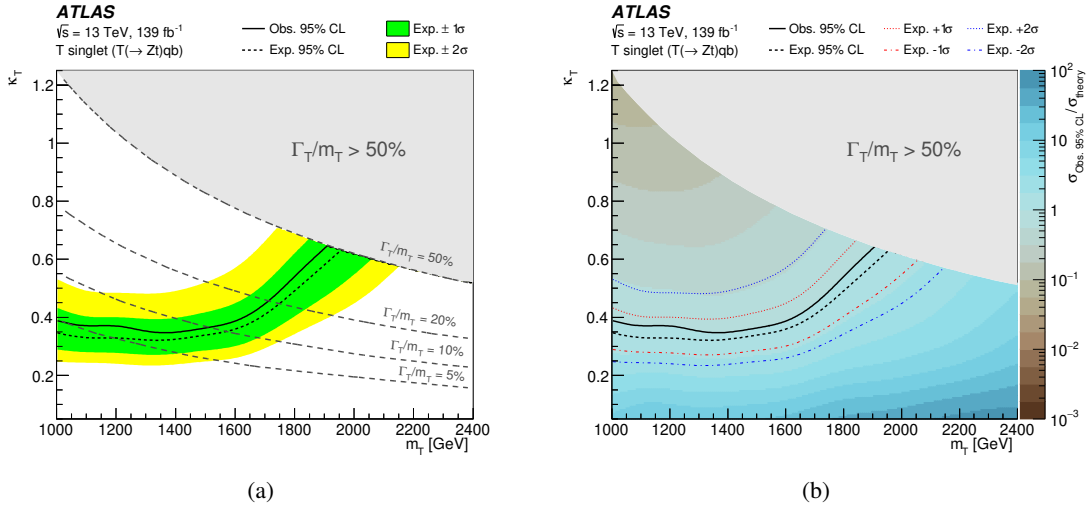 ATLAS
√s = 13 TeV, 139 fb⁻¹
T singlet (T(→ Zt)qb)
Obs. 95% CL
Exp. 95% CL
Exp. ± 1σ
Exp. ± 2σ
κ_T
1.2
1
0.8
0.6
0.4
0.2
Γ_T/m_T > 50%
Γ_T/m_T = 50%
Γ_T/m_T = 20%
Γ_T/m_T = 10%
Γ_T/m_T = 5%
1000 1200 1400 1600 1800 2000 2200 2400
m_T [GeV]
(a)
ATLAS
√s = 13 TeV, 139 fb⁻¹
T singlet (T(→ Zt)qb)
Obs. 95% CL
Exp. 95% CL
Exp. +1σ
Exp. -1σ
Exp. +2σ
Exp. -2σ
κ_T
1.2
1
0.8
0.6
0.4
0.2
Γ_T/m_T > 50%
1000 1200 1400 1600 1800 2000 2200 2400
m_T [GeV]
10²
10
1
10⁻¹
10⁻²
10⁻³
σ_Obs. 95% CL/σ_theory
(b)